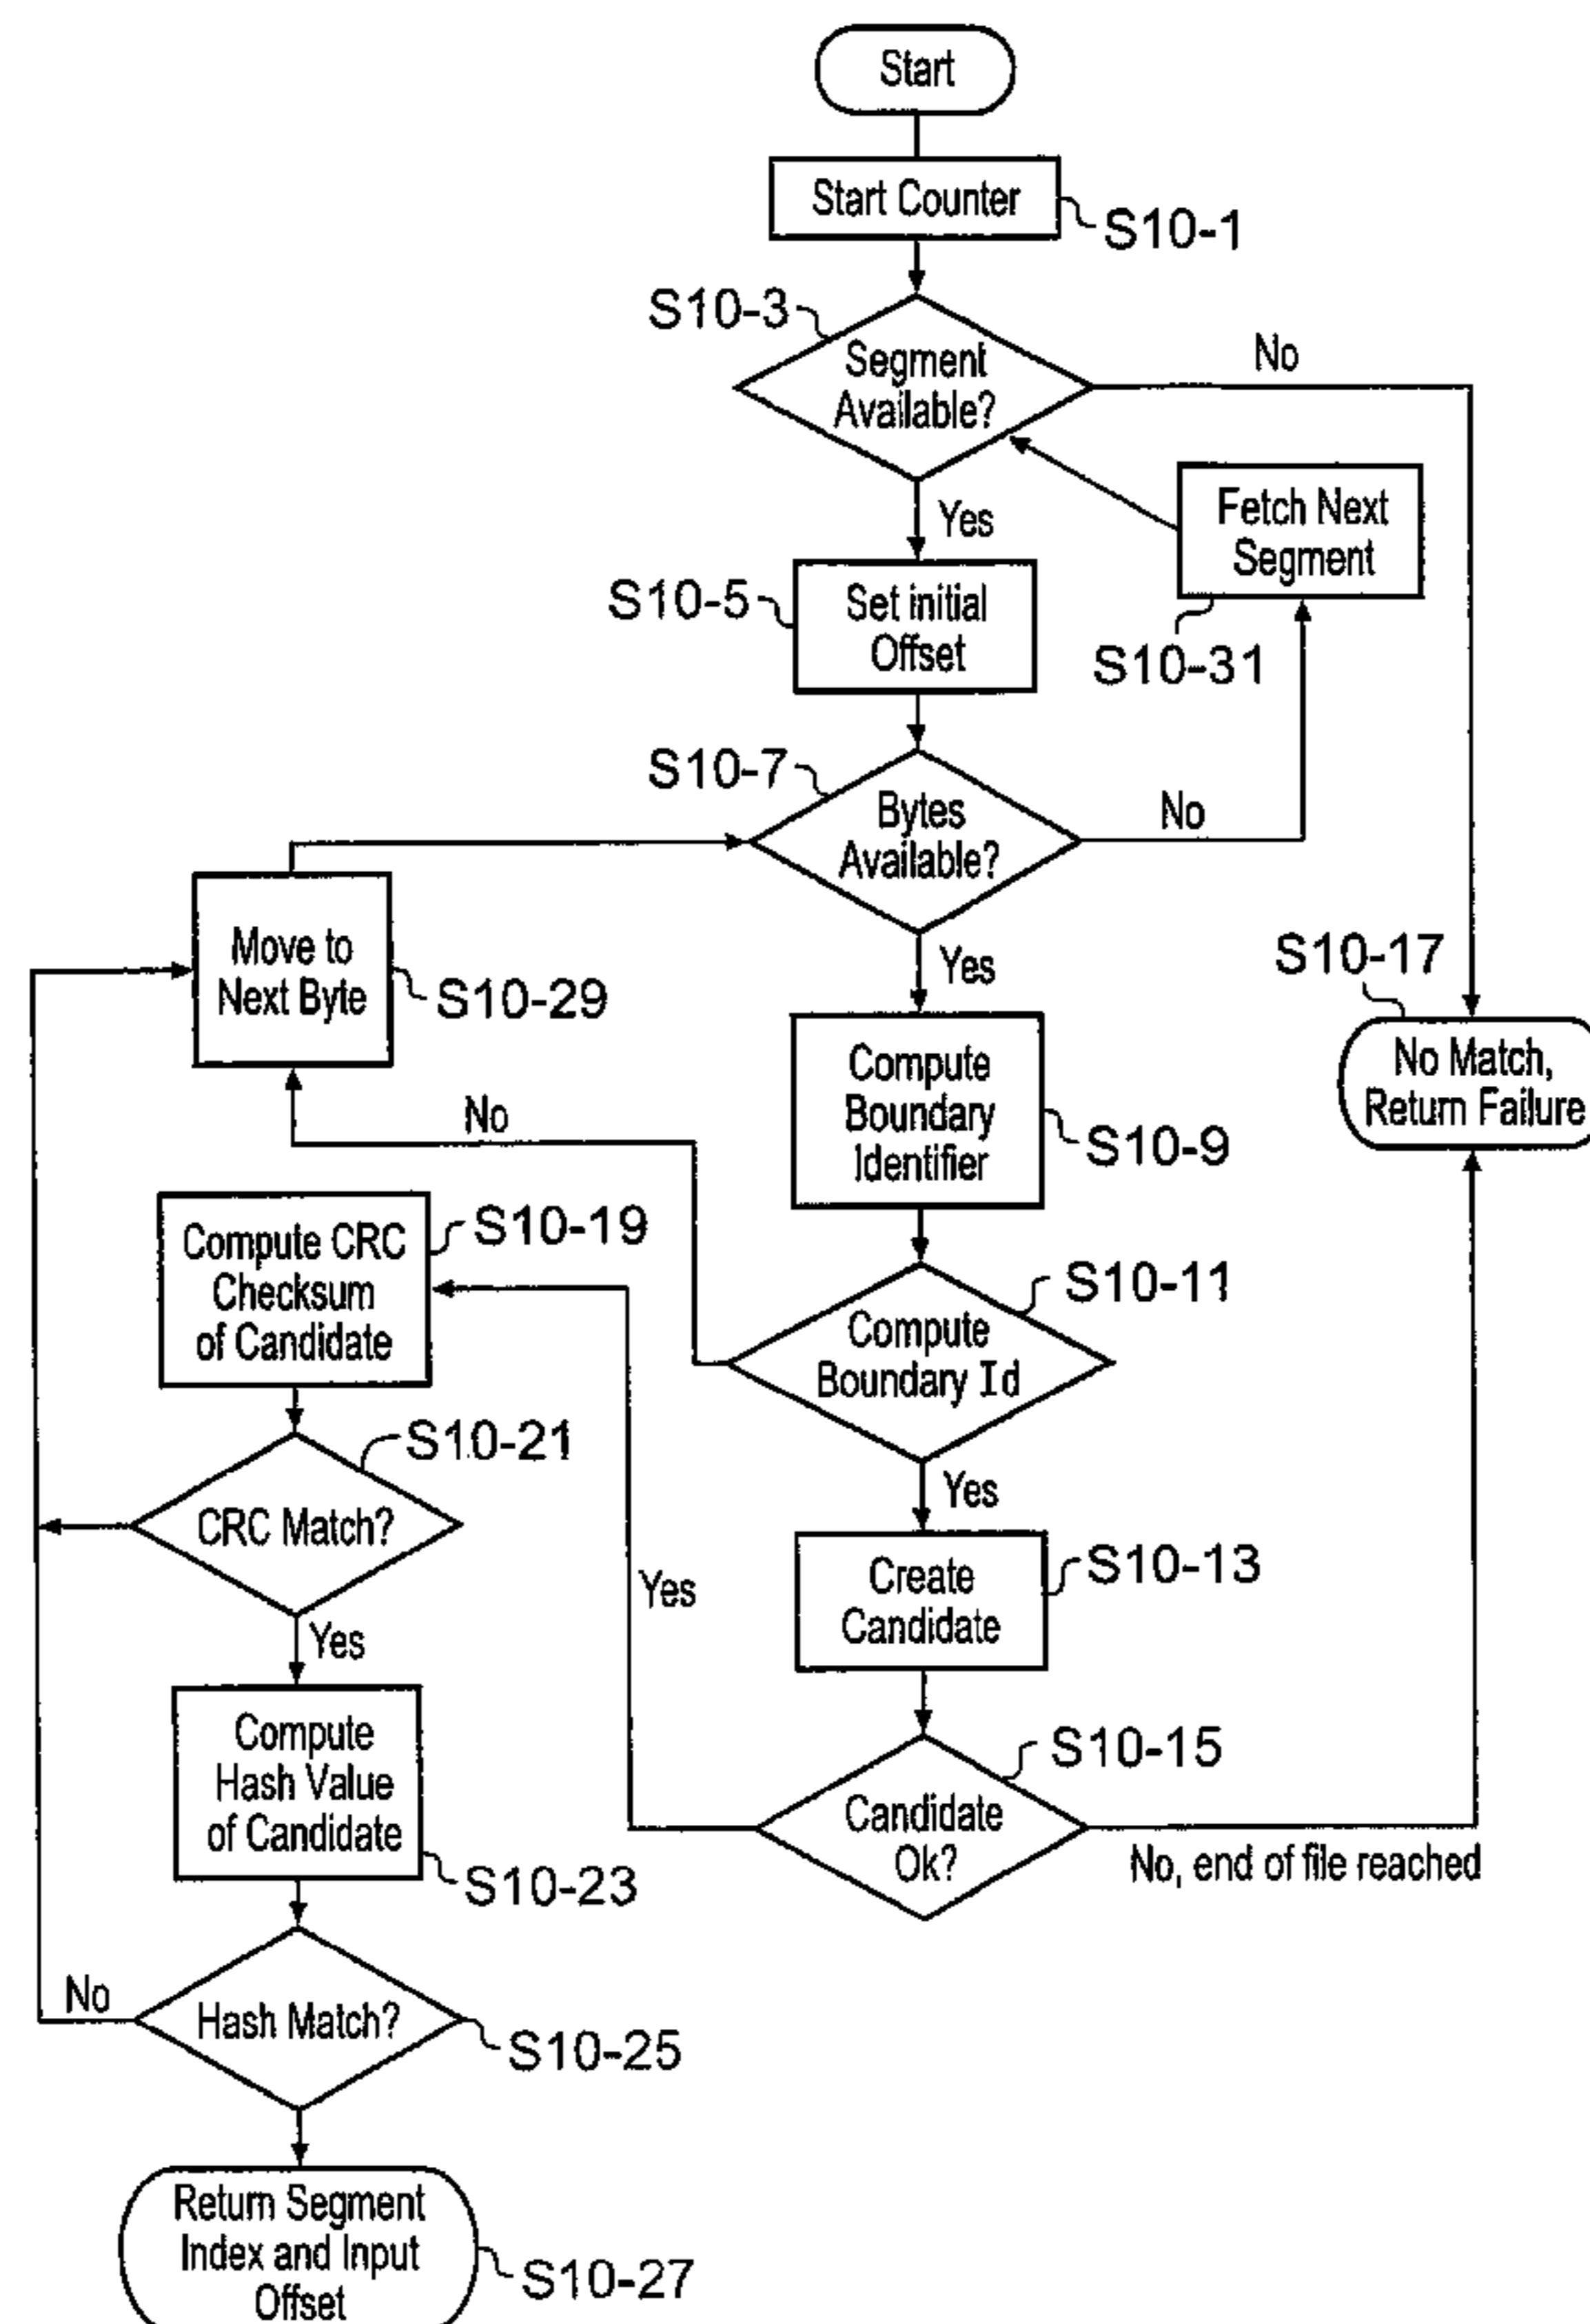 Start
Start Counter
S10-1
S10-3
Segment
Available?
No
Yes
Fetch Next
Segment
S10-31
S10-5
Set initial
Offset
S10-7
Bytes
Available?
No
Yes
Move to
Next Byte
S10-29
S10-17
No Match,
Return Failure
Compute
Boundary
Identifier
S10-9
No
S10-19
Compute CRC
Checksum
of Candidate
S10-11
Compute
Boundary Id
S10-21
CRC Match?
Yes
S10-13
Create
Candidate
Yes
Yes
Compute
Hash Value
of Candidate
S10-23
S10-15
Candidate
Ok?
No, end of file reached
No
Hash Match?
S10-25
Return Segment
Index and Input
Offset
S10-27